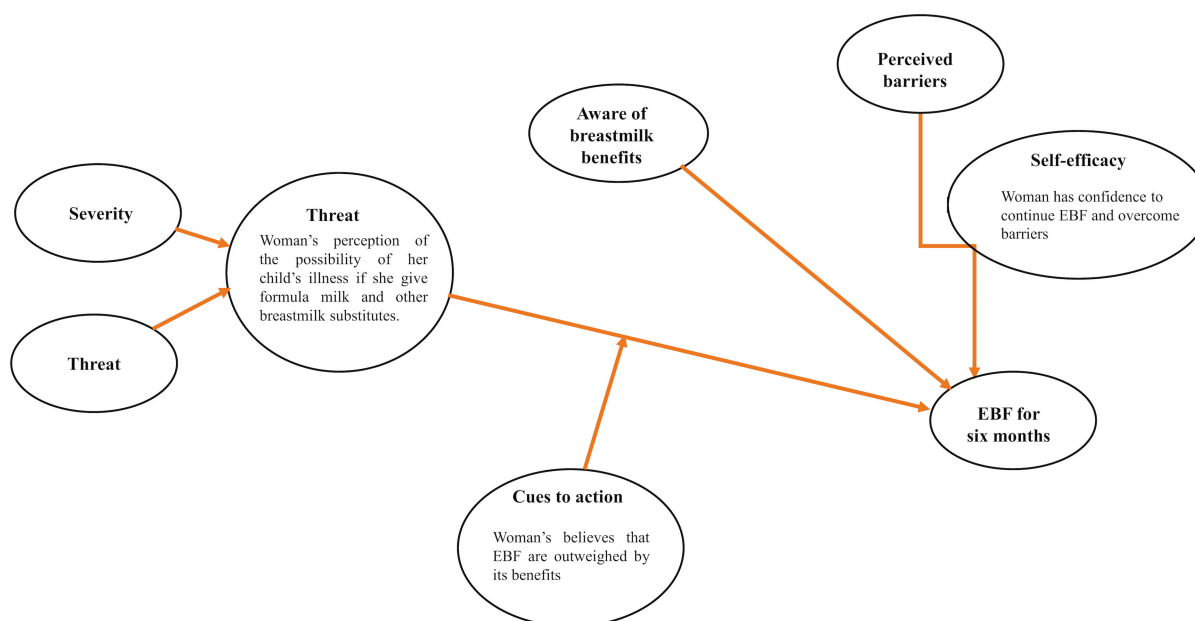 Perceived
barriers
Aware of
breastmilk
benefits
Self-efficacy
Woman has confidence to
continue EBF and overcome
barriers
Severity
Threat
Woman's perception of
the possibility of her
child's illness if she give
formula milk and other
breastmilk substitutes.
Threat
EBF for
six months
Cues to action
Woman's believes that
EBF are outweighed by
its benefits